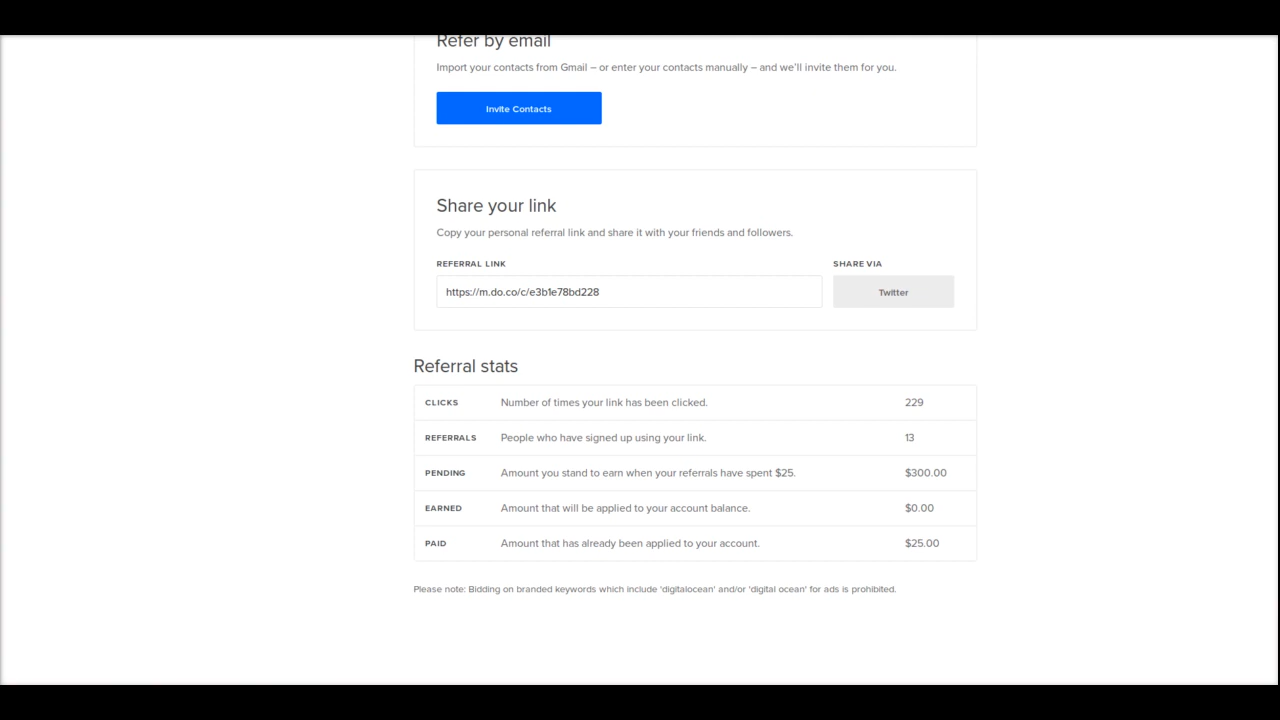 Refer by email
Import your contacts from Gmail – or enter your contacts manually – and we'll invite them for you.
Invite Contacts
Share your link
Copy your personal referral link and share it with your friends and followers.
REFERRAL LINK SHARE VIA
https://m.do.co/c/e3b1e78bd228 Twitter
Referral stats
CLICKS Number of times your link has been clicked. 229
REFERRALS People who have signed up using your link. 13
PENDING Amount you stand to earn when your referrals have spent $25. $300.00
EARNED Amount that will be applied to your account balance. $0.00
PAID Amount that has already been applied to your account. $25.00
Please note: Bidding on branded keywords which include 'digitalocean' and/or 'digital ocean' for ads is prohibited.